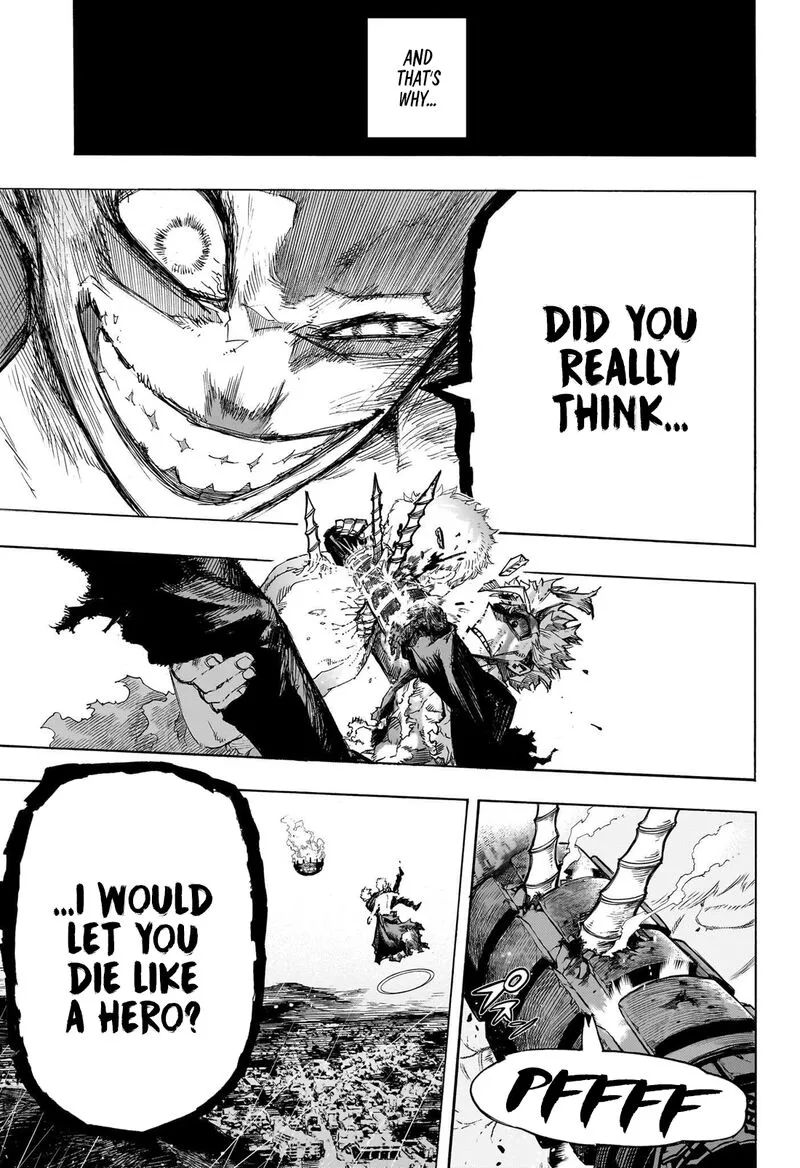 AND
THAT'S
WHY...
DID YOU
REALLY
THINK...
PFFFF
...I WOULD
LET YOU
DIE LIKE
A HERO?